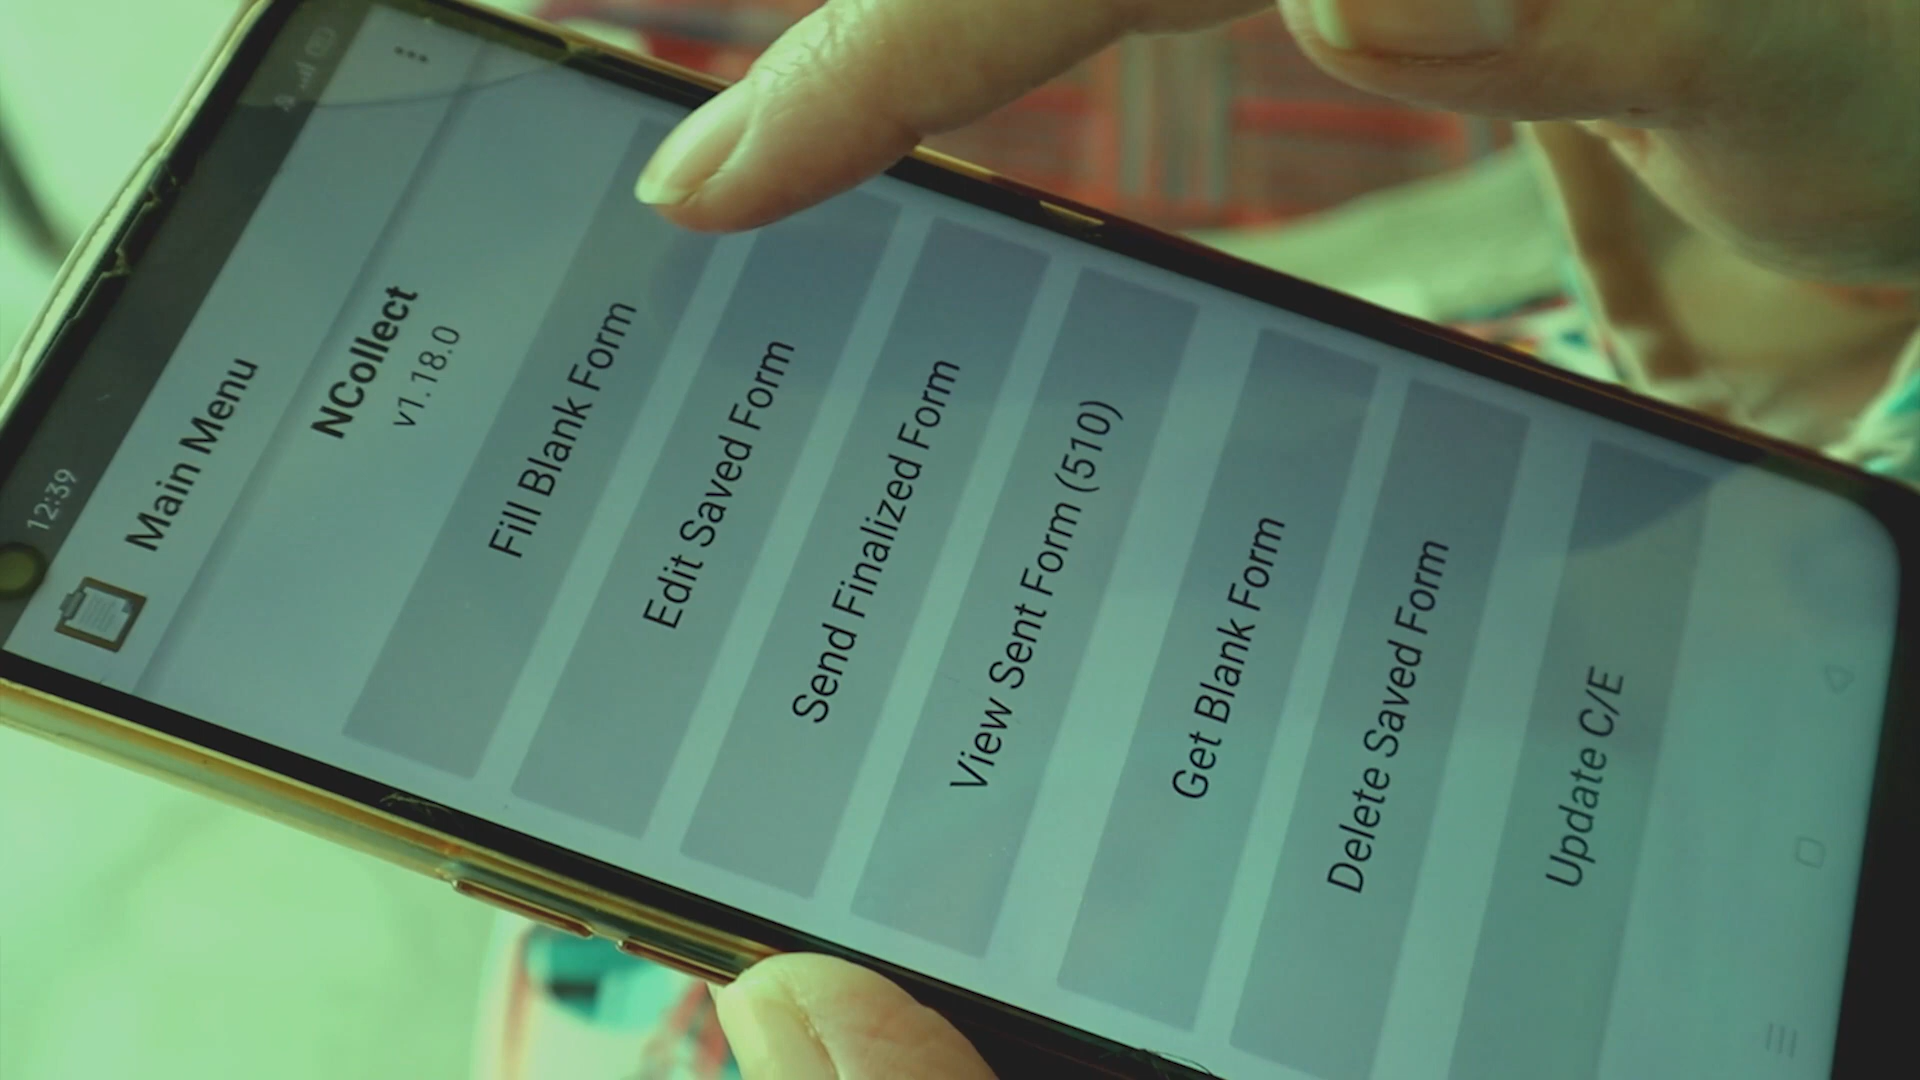 12:39
Main Menu
NCollect
v1.18.0
Fill Blank Form
Edit Saved Form
Send Finalized Form
View Sent Form (510)
Get Blank Form
Delete Saved Form
Update C/E